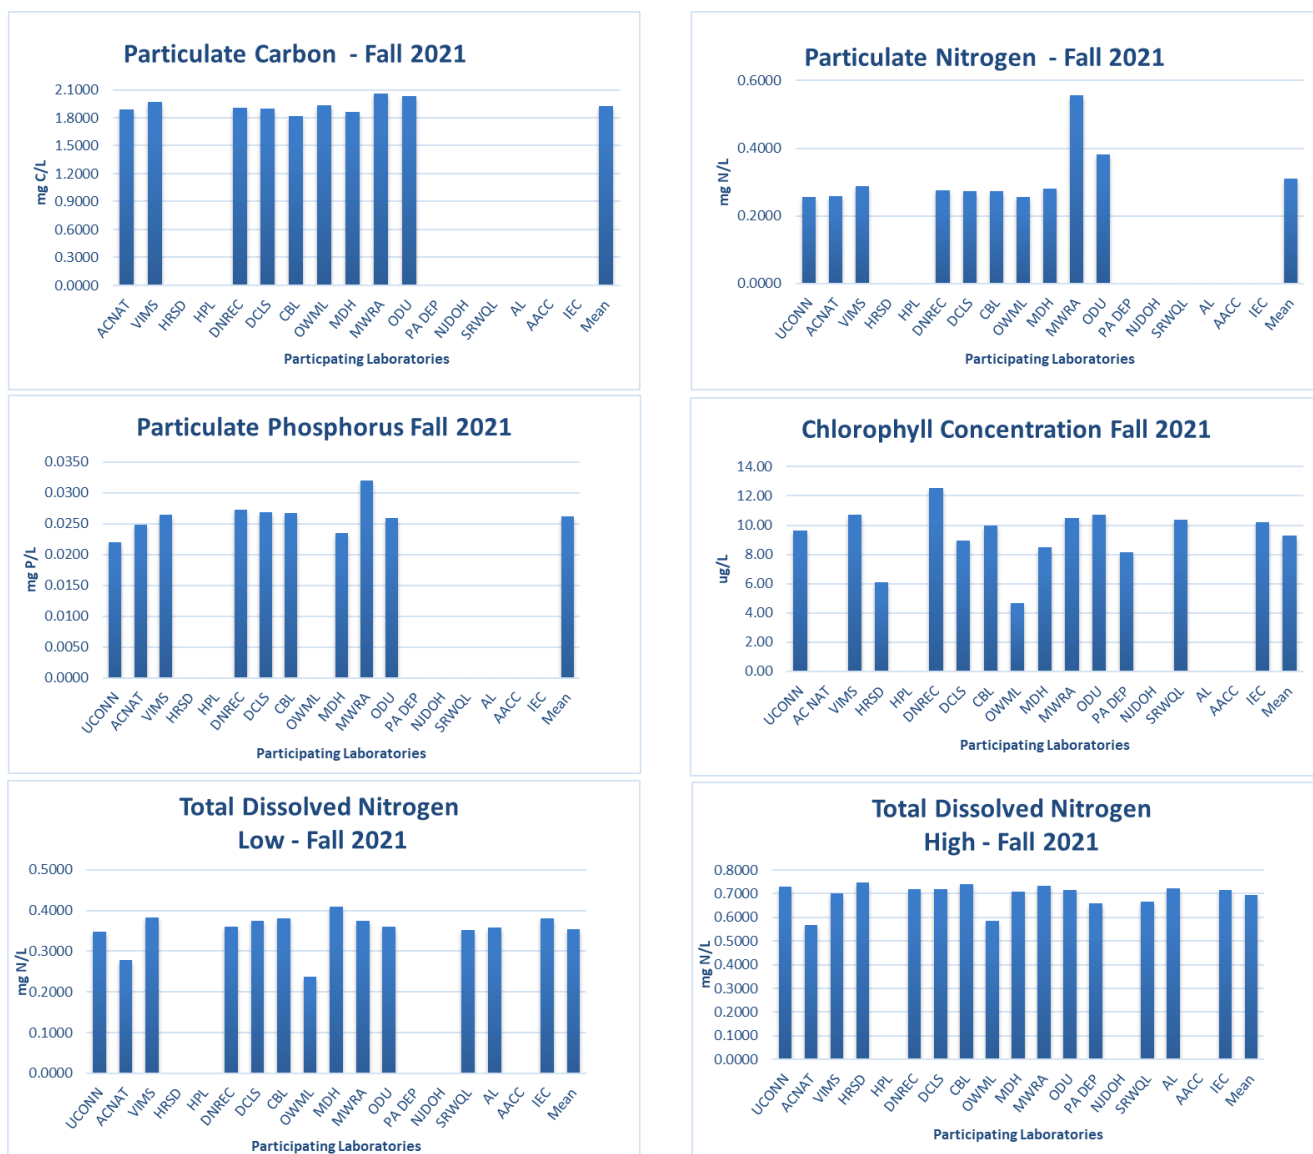 Particulate Carbon - Fall 2021
2.1000
1.8000
1.5000
1.2000
0.9000
0.6000
0.3000
0.0000
mg C/L
ACNAT
VIMS
HRSD
HPL
DNREC
DCLS
CBL
OWML
MDH
MWRA
ODU
PA DEP
NJDOH
SRWQL
AL
AACC
IEC
Mean
Particpating Laboratories
Particulate Nitrogen - Fall 2021
0.6000
0.4000
0.2000
0.0000
mg N/L
UCONN
ACNAT
VIMS
HRSD
HPL
DNREC
DCLS
CBL
OWML
MDH
MWRA
ODU
PA DEP
NJDOH
SRWQL
AL
AACC
IEC
Mean
Participating Laboratories
Particulate Phosphorus Fall 2021
0.0350
0.0300
0.0250
0.0200
0.0150
0.0100
0.0050
0.0000
mg P/L
UCONN
ACNAT
VIMS
HRSD
HPL
DNREC
DCLS
CBL
OWML
MDH
MWRA
ODU
PA DEP
NJDOH
SRWQL
AL
AACC
IEC
Mean
Participating Laboratories
Chlorophyll Concentration Fall 2021
14.00
12.00
10.00
8.00
6.00
4.00
2.00
0.00
ug/L
UCONN
AC NAT
VIMS
HRSD
HPL
DNREC
DCLS
CBL
OWML
MDH
MWRA
ODU
PA DEP
NJDOH
SRWQL
AL
AACC
IEC
Mean
Participating Laboratories
Total Dissolved Nitrogen
Low - Fall 2021
0.5000
0.4000
0.3000
0.2000
0.1000
0.0000
mg N/L
UCONN
ACNAT
VIMS
HRSD
HPL
DNREC
DCLS
CBL
OWML
MDH
MWRA
ODU
PA DEP
NJDOH
SRWQL
AL
AACC
IEC
Mean
Participating Laboratories
Total Dissolved Nitrogen
High - Fall 2021
0.8000
0.7000
0.6000
0.5000
0.4000
0.3000
0.2000
0.1000
0.0000
mg N/L
UCONN
ACNAT
VIMS
HRSD
HPL
DNREC
DCLS
CBL
OWML
MDH
MWRA
ODU
PA DEP
NJDOH
SRWQL
AL
AACC
IEC
Mean
Participating Laboratories